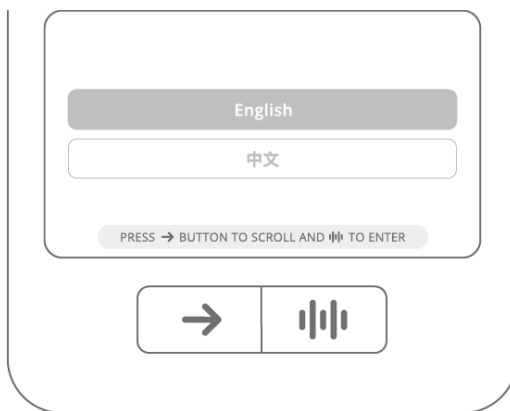 English
中文
PRESS → BUTTON TO SCROLL AND TO ENTER